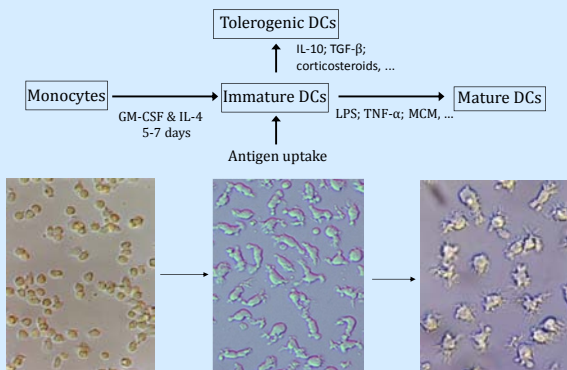 Tolerogenic DCs
IL-10; TGF-β;
corticosteroids, ...
Monocytes
Immature DCs
Mature DCs
GM-CSF & IL-4
5-7 days
LPS; TNF-α; MCM, ...
Antigen uptake